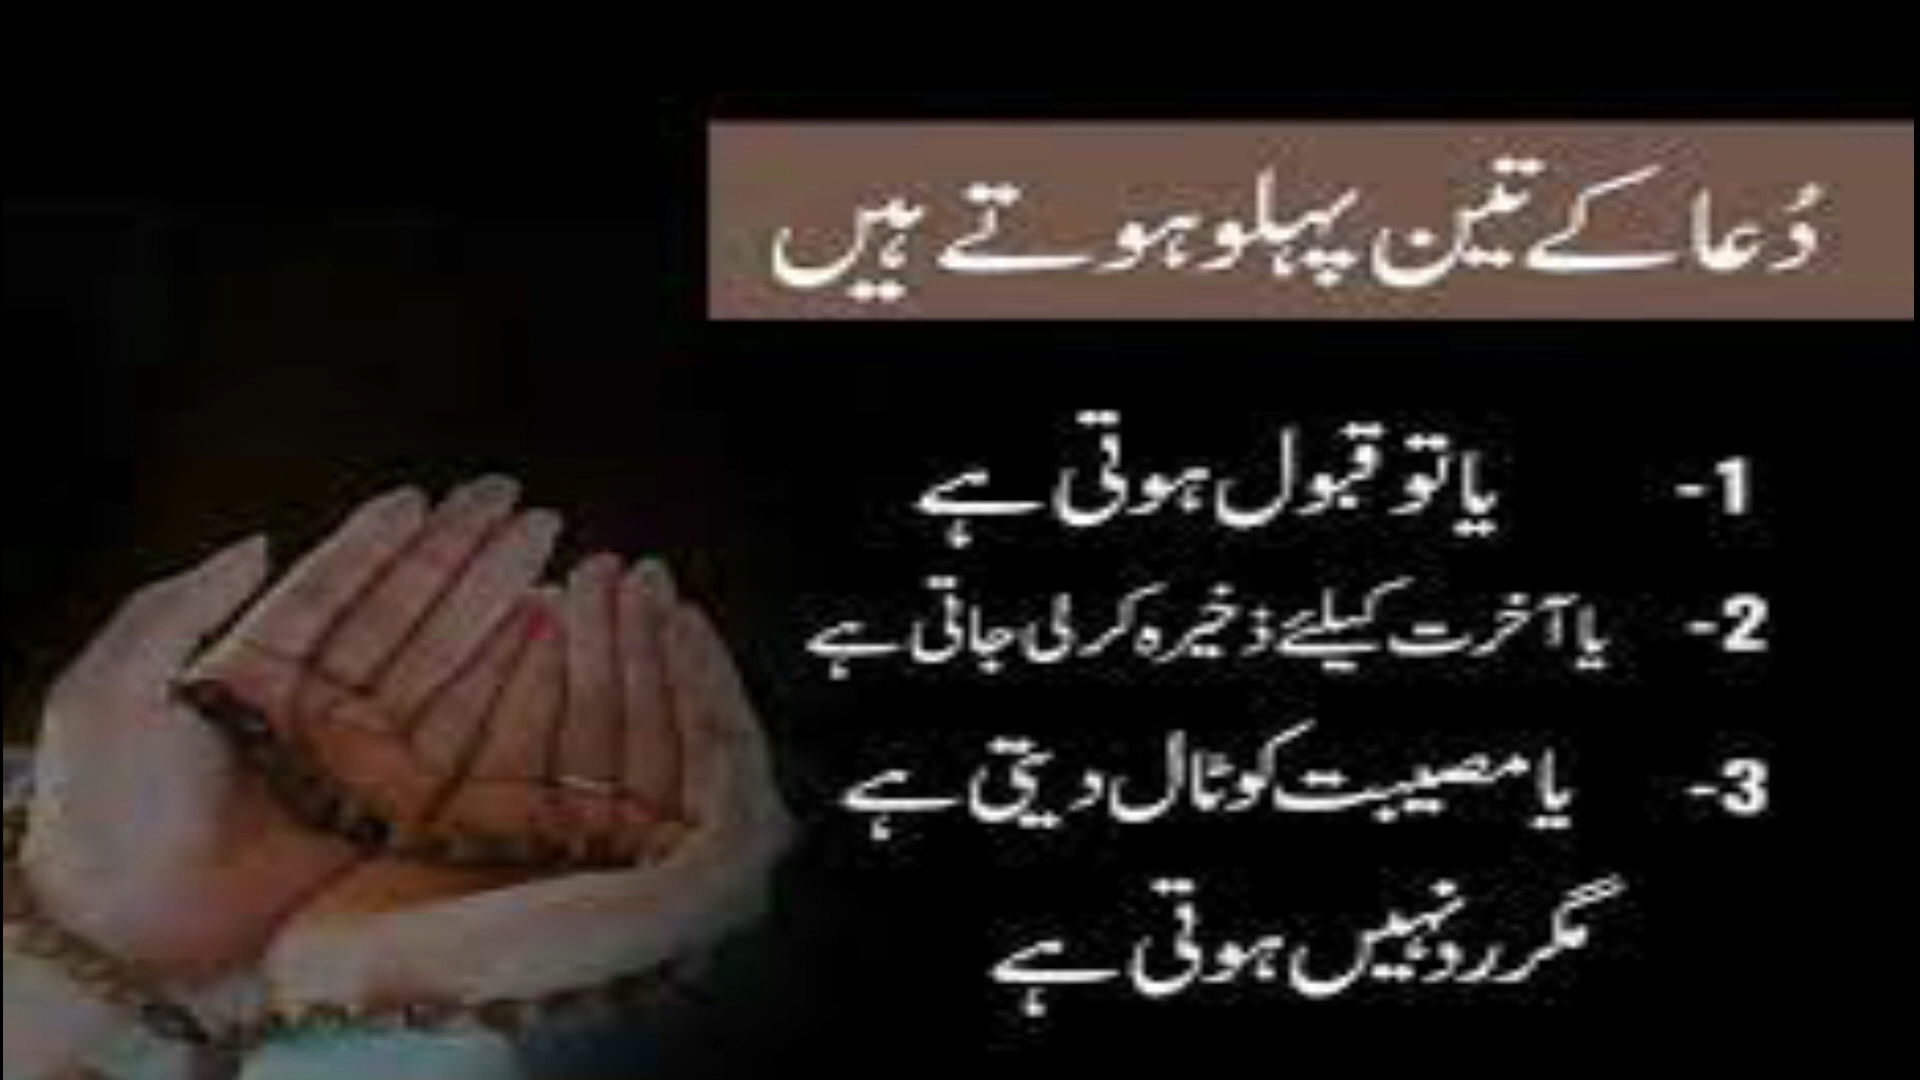 دُعا کے تین پہلو ہوتے ہیں
1- یا تو قبول ہوتی ہے
2- یا آخرت کیلئے ذخیرہ کر لی جاتی ہے
3- یا مصیبت کو ٹال دیتی ہے
مگر رد نہیں ہوتی ہے